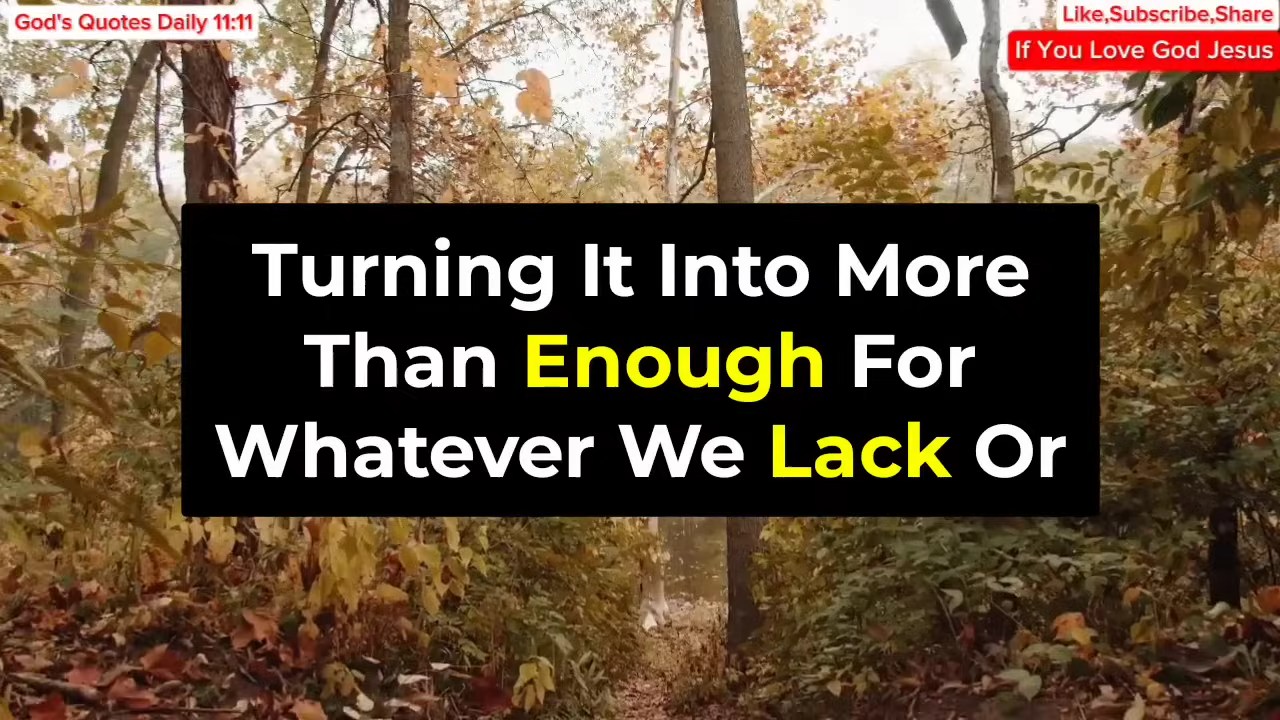 God's Quotes Daily 11:11
Like,Subscribe,Share
If You Love God Jesus
Turning It Into More
Than Enough For
Whatever We Lack Or